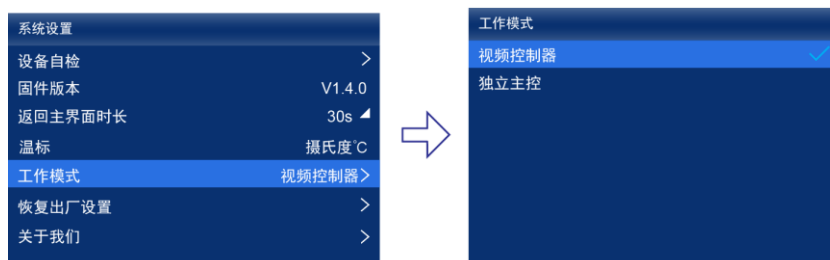 系统设置
设备自检
固件版本 V1.4.0
返回主界面时长 30s
温标 摄氏度℃
工作模式 视频控制器
恢复出厂设置
关于我们
工作模式
视频控制器
独立主控